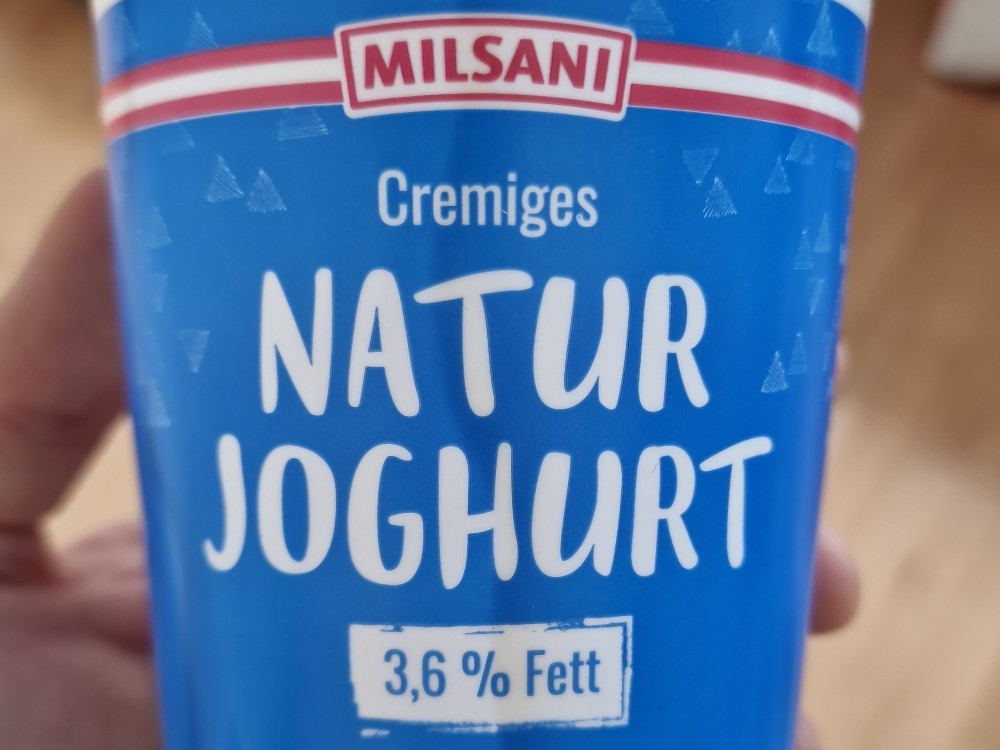 MILSANI
Cremiges
NATUR
JOGHURT
3,6 % Fett